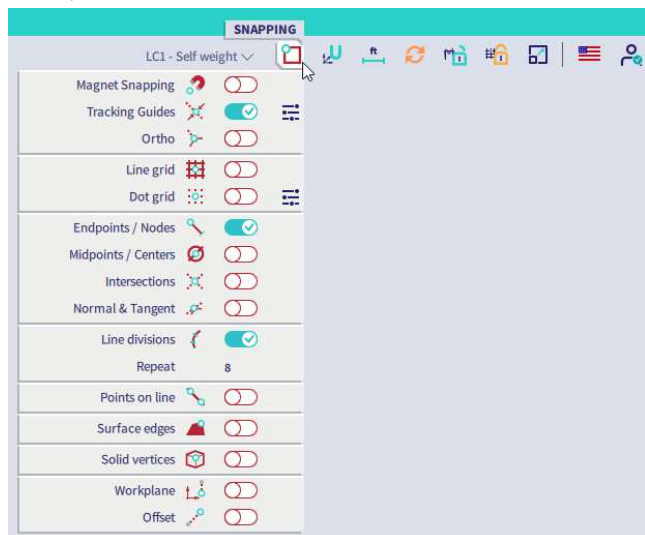 SNAPPING
LC1 - Self weight
ft
Magnet Snapping
Tracking Guides
Ortho
Line grid
Dot grid
Endpoints / Nodes
Midpoints / Centers
Intersections
Normal & Tangent
Line divisions
Repeat 8
Points on line
Surface edges
Solid vertices
Workplane
Offset